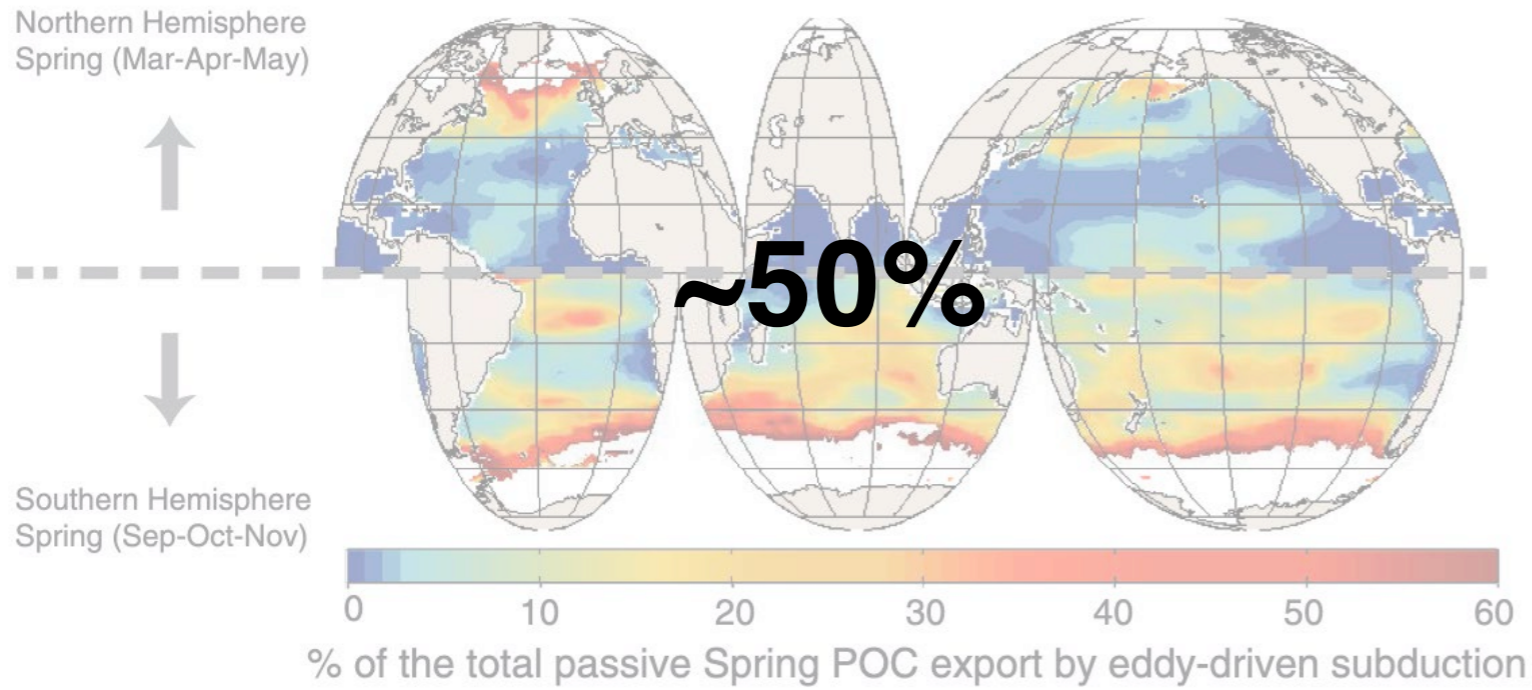 Northern Hemisphere
Spring (Mar-Apr-May)
~50%
Southern Hemisphere
Spring (Sep-Oct-Nov)
0 10 20 30 40 50 60
% of the total passive Spring POC export by eddy-driven subduction